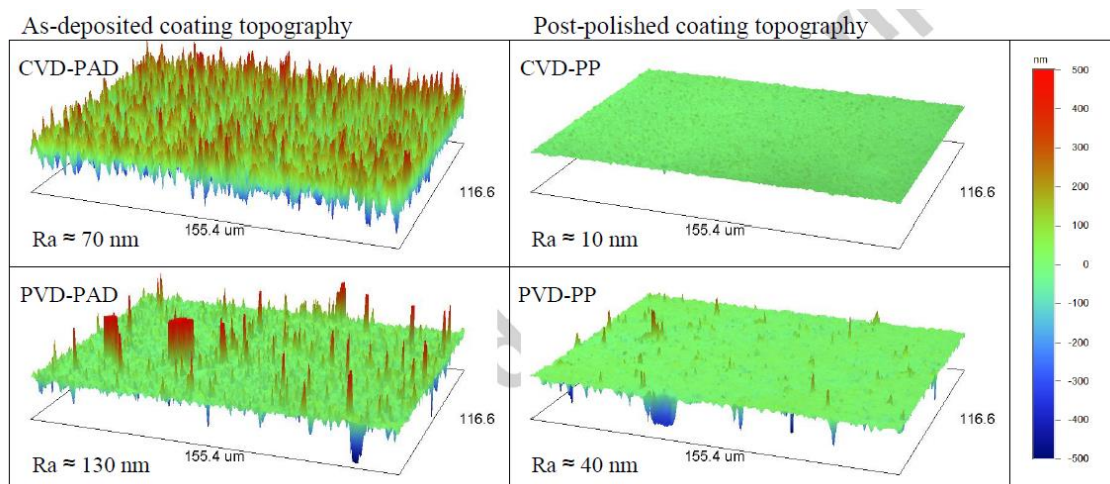 As-deposited coating topography
Post-polished coating topography
CVD-PAD
116.6
155.4 um
Ra ≈ 70 nm
CVD-PP
116.6
155.4 um
Ra ≈ 10 nm
PVD-PAD
116.6
155.4 um
Ra ≈ 130 nm
PVD-PP
116.6
155.4 um
Ra ≈ 40 nm
nm
500
400
300
200
100
0
-100
-200
-300
-400
-500